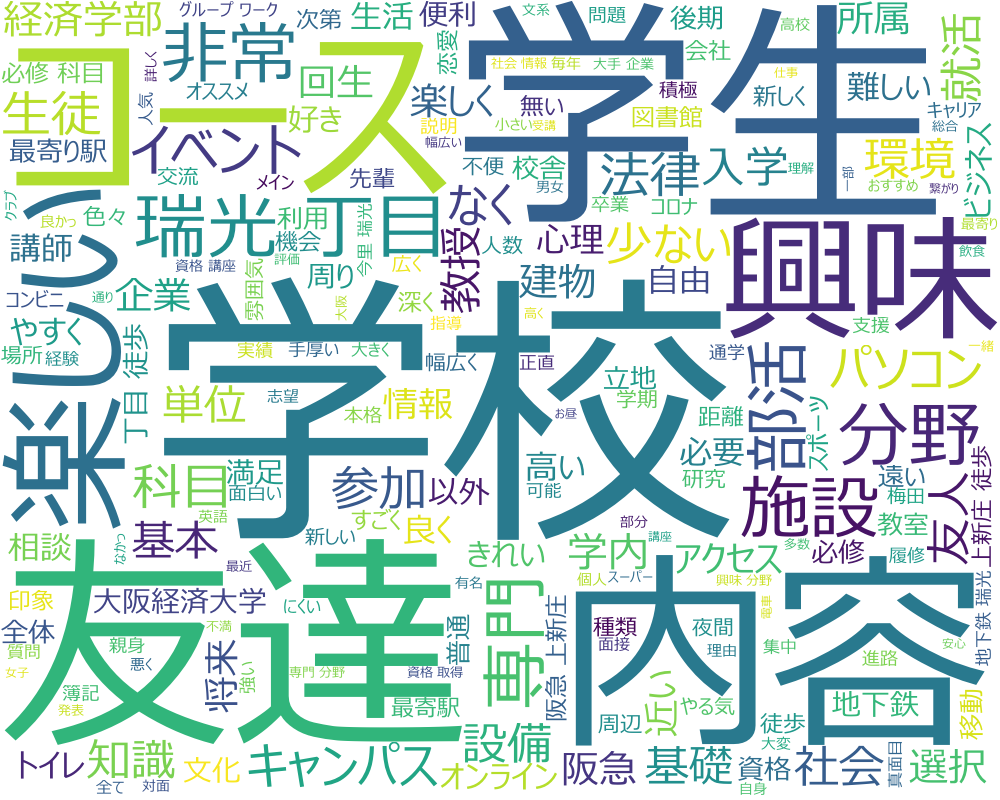 経済学部
グループ ワーク
次第
生活
文系
便利
問題
後期
高校
所属
就活
必修 科目
詳しく
非常
コース
恋愛
社会 情報
毎年
大手 企業
会社
学生
仕事
生徒
人気
オススメ
回生
楽しく
無い
積極
新しく
難しい
キャリア
総合
最寄り駅
イベント
好き
説明
小さい
受講
図書館
幅広い
不便
校舎
法律
入学
理解
環境
ビジネス
交流
メイン
先輩
なく
男女
卒業
コロナ
おすすめ
一部
繋がり
クラブ
良かっ
色々
瑞光
丁目
利用
機会
今里 瑞光
教授
人数
心理
少ない
興味
最寄り
飲食
講師
資格 講座
評価
雰囲気
周り
広く
建物
自由
楽しい
コンビニ
通り
企業
大阪
深く
指導
高く
支援
やすく
場所
経験
徒歩
実績
手厚い
大きく
幅広く
正直
通学
一緒
学校
部活
パソコン
立地
丁目
単位
志望
本格
情報
お昼
学期
距離
スポーツ
分野
科目
満足
面白い
参加
以外
高い
可能
必要
研究
施設
遠い
梅田
友人
上新庄 徒歩
英語
すごく
良く
部分
講座
教室
相談
なかっ
基本
新しい
きれい
学内
アクセス
多数
必修
履修
友達
最近
有名
専門
個人
スーパー
興味 分野
電車
地下鉄 瑞光
内容
印象
大阪経済大学
にくい
普通
阪急 上新庄
種類
面接
夜間
理由
集中
安心
全体
不満
質問
親身
悪く
将来
強い
進路
女子
簿記
発表
専門 分野
資格 取得
最寄駅
周辺
近い
やる気
徒歩
地下鉄
移動
トイレ
知識
文化
キャンパス
設備
オンライン
阪急
基礎
大変
資格
社会
真面目
選択
全て
対面
自身